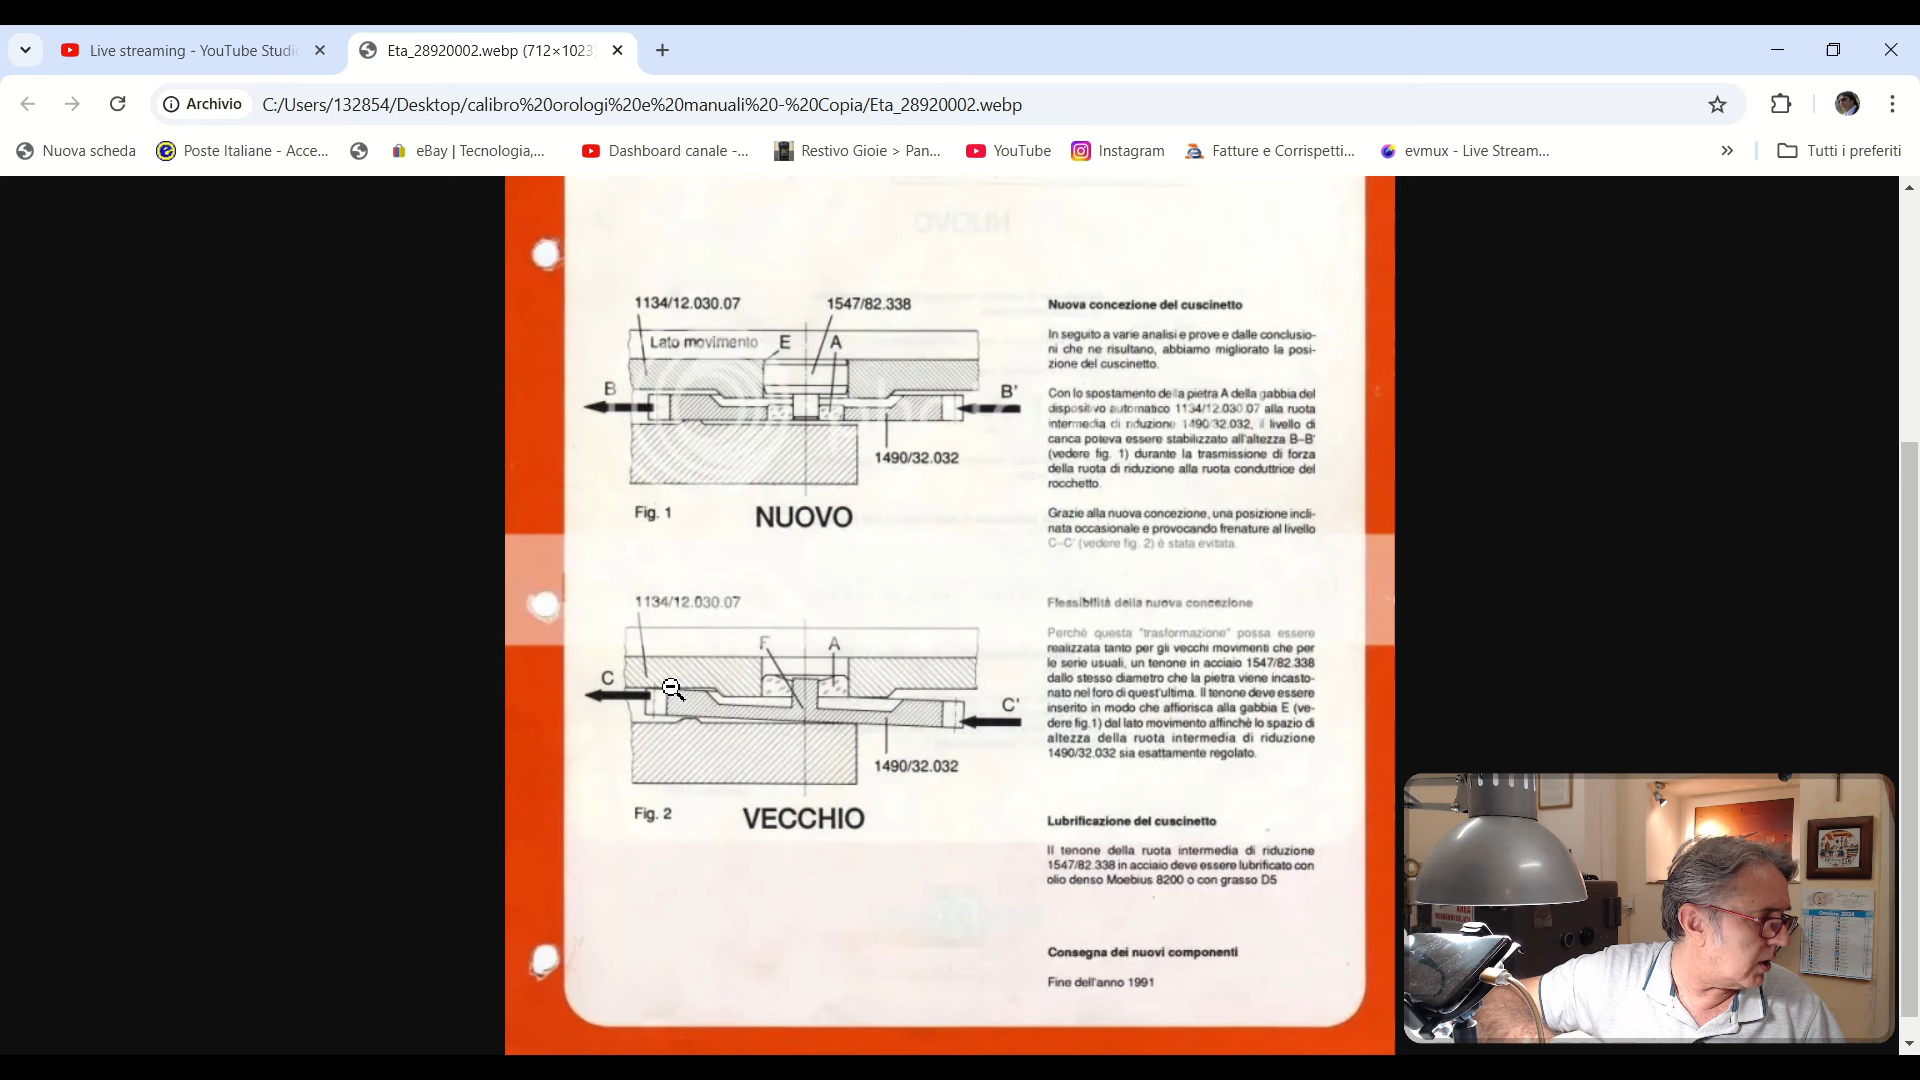 Live streaming - YouTube Studi
Eta_28920002.webp (712×1023
Archivio
C:/Users/132854/Desktop/calibro%20orologi%20e%20manuali%20-%20Copia/Eta_28920002.webp
Nuova scheda
Poste Italiane - Acce...
eBay | Tecnologia,...
Dashboard canale -...
Restivo Gioie > Pan...
YouTube
Instagram
Fatture e Corrispetti...
evmux - Live Stream...
Tutti i preferiti
1134/12.030.07
1547/82.338
Lato movimento
E
A
B
B'
1490/32.032
Fig. 1
NUOVO
1134/12.030.07
F
A
C
C'
1490/32.032
Fig. 2
VECCHIO
Nuova concezione del cuscinetto
In seguito a varie analisi e prove e dalle conclusio-
ni che ne risultano, abbiamo migliorato la posi-
zione del cuscinetto.
Con lo spostamento della pietra A della gabbia del
dispositivo automatico 1134/12.030.07 alla ruota
intermedia di riduzione 1490/32.032, il livello di
carica poteva essere stabilizzato all'altezza B–B'
(vedere fig. 1) durante la trasmissione di forza
della ruota di riduzione alla ruota conduttrice del
rocchetto.
Grazie alla nuova concezione, una posizione incli-
nata occasionale e provocando frenature al livello
C–C' (vedere fig. 2) è stata evitata.
Flessibilità della nuova concezione
Perchè questa "trasformazione" possa essere
realizzata tanto per gli vecchi movimenti che per
le serie usuali, un tenone in acciaio 1547/82.338
dallo stesso diametro che la pietra viene incasto-
nato nel foro di quest'ultima. Il tenone deve essere
inserito in modo che affiorisca alla gabbia E (ve-
dere fig.1) dal lato movimento affinchè lo spazio di
altezza della ruota intermedia di riduzione
1490/32.032 sia esattamente regolato.
Lubrificazione del cuscinetto
Il tenone della ruota intermedia di riduzione
1547/82.338 in acciaio deve essere lubrificato con
olio denso Moebius 8200 o con grasso D5
Consegna dei nuovi componenti
Fine dell'anno 1991
Ottobre 2024